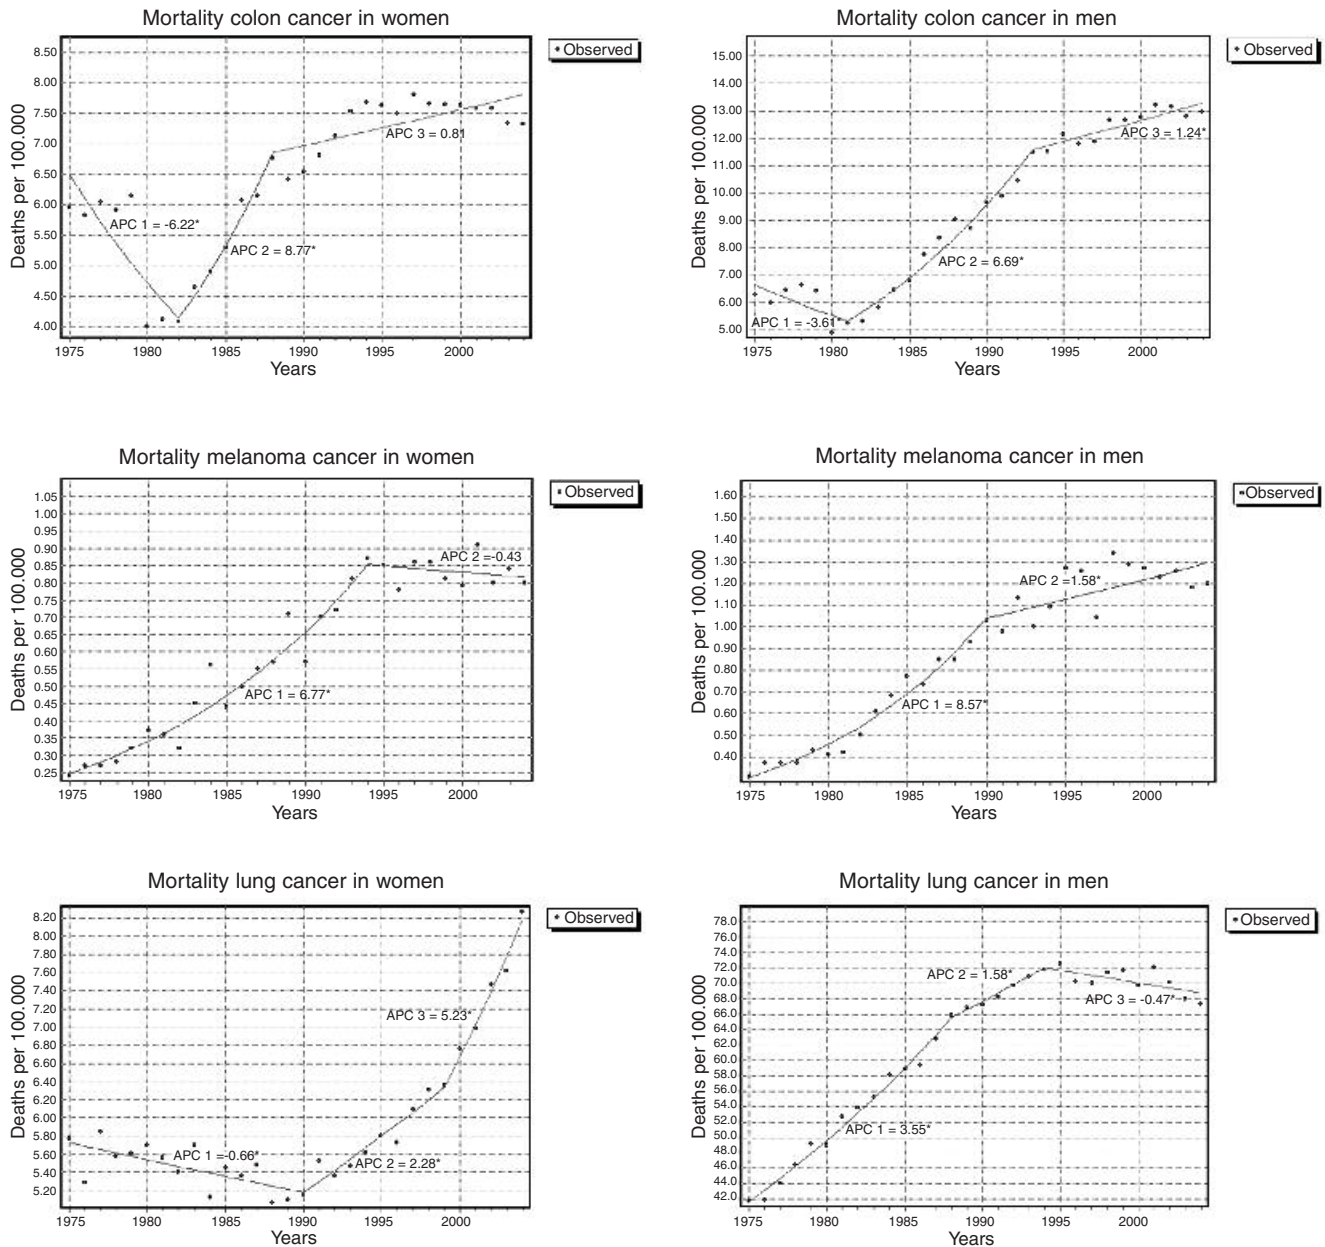 Mortality colon cancer in women
Observed
Deaths per 100.000
8.50
8.00
7.50
7.00
6.50
6.00
5.50
5.00
4.50
4.00
APC 1 = -6.22*
APC 2 = 8.77*
APC 3 = 0.81
1975 1980 1985 1990 1995 2000
Years
Mortality colon cancer in men
Observed
Deaths per 100.000
15.00
14.00
13.00
12.00
11.00
10.00
9.00
8.00
7.00
6.00
5.00
APC 1 = -3.61*
APC 2 = 6.69*
APC 3 = 1.24*
1975 1980 1985 1990 1995 2000
Years
Mortality melanoma cancer in women
Observed
Deaths per 100.000
1.05
1.00
0.95
0.90
0.85
0.80
0.75
0.70
0.65
0.60
0.55
0.50
0.45
0.40
0.35
0.30
0.25
APC 1 = 6.77*
APC 2 =-0.43
1975 1980 1985 1990 1995 2000
Years
Mortality melanoma cancer in men
Observed
Deaths per 100.000
1.60
1.50
1.40
1.30
1.20
1.10
1.00
0.90
0.80
0.70
0.60
0.50
0.40
APC 1 = 8.57*
APC 2 =1.58*
1975 1980 1985 1990 1995 2000
Years
Mortality lung cancer in women
Observed
Deaths per 100.000
8.20
8.00
7.80
7.60
7.40
7.20
7.00
6.80
6.60
6.40
6.20
6.00
5.80
5.60
5.40
5.20
APC 1 =-0.66*
APC 2 = 2.28*
APC 3 = 5.23*
1975 1980 1985 1990 1995 2000
Years
Mortality lung cancer in men
Observed
Deaths per 100.000
78.0
76.0
74.0
72.0
70.0
68.0
66.0
64.0
62.0
60.0
58.0
56.0
54.0
52.0
50.0
48.0
46.0
44.0
42.0
APC 1 = 3.55*
APC 2 = 1.58*
APC 3 = -0.47*
1975 1980 1985 1990 1995 2000
Years